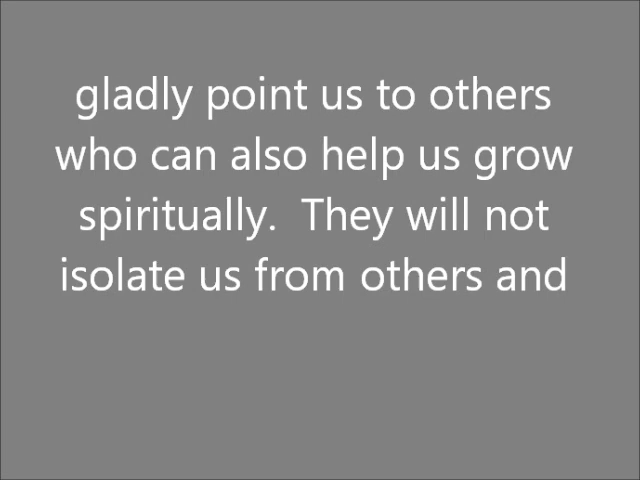 gladly point us to others
who can also help us grow
spiritually.  They will not
isolate us from others and